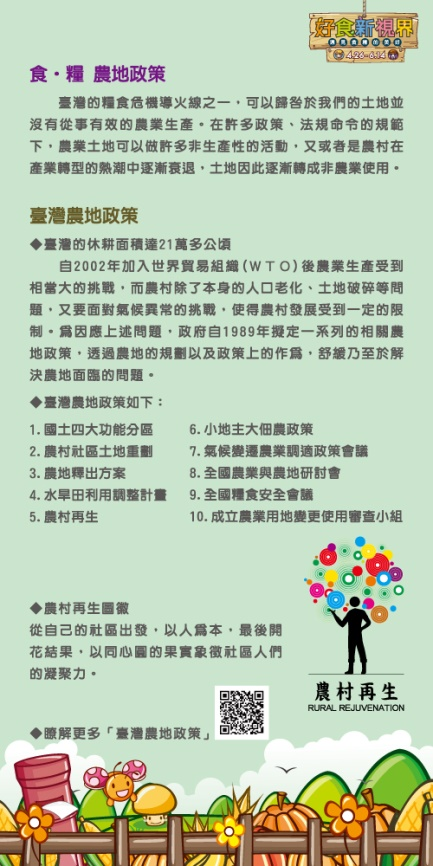 好食新視界
4.26-6.14
食・糧 農地政策
臺灣的糧食危機導火線之一，可以歸咎於我們的土地並
沒有從事有效的農業生產。在許多政策、法規命令的規範
下，農業土地可以做許多非生產性的活動，又或者是農村在
產業轉型的熱潮中逐漸衰退，土地因此逐漸轉成非農業使用。
臺灣農地政策
◆臺灣的休耕面積達21萬多公頃
自2002年加入世界貿易組織(ＷＴＯ)後農業生產受到
相當大的挑戰，而農村除了本身的人口老化、土地破碎等問
題，又要面對氣候異常的挑戰，使得農村發展受到一定的限
制。為因應上述問題，政府自1989年擬定一系列的相關農
地政策，透過農地的規劃以及政策上的作為，舒緩乃至於解
決農地面臨的問題。
◆臺灣農地政策如下：
1. 國土四大功能分區
2. 農村社區土地重劃
3. 農地釋出方案
4. 水旱田利用調整計畫
5. 農村再生
6. 小地主大佃農政策
7. 氣候變遷農業調適政策會議
8. 全國農業與農地研討會
9. 全國糧食安全會議
10. 成立農業用地變更使用審查小組
◆農村再生圖徽
從自己的社區出發，以人為本，最後開
花結果，以同心圓的果實象徵社區人們
的凝聚力。
農村再生
RURAL REJUVENATION
◆瞭解更多「臺灣農地政策」